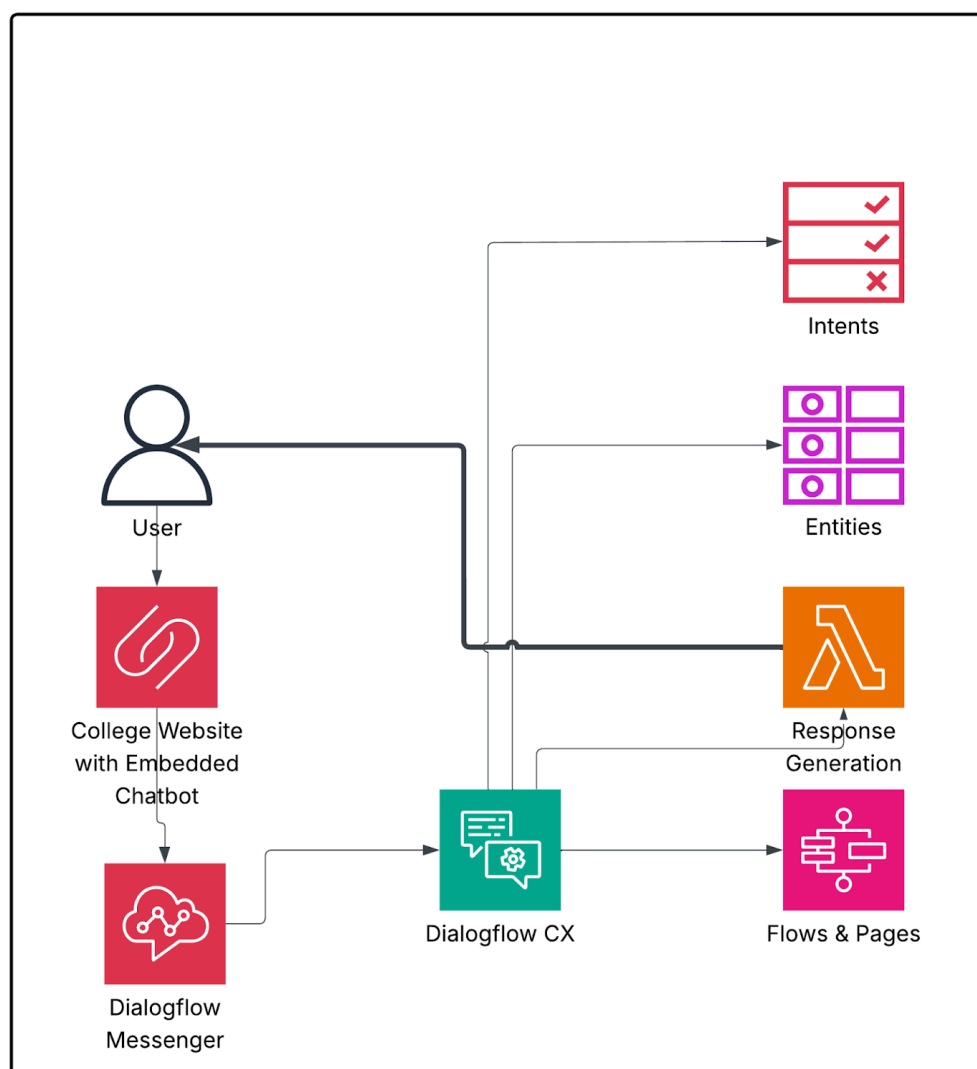 Intents
Entities
User
College Website
with Embedded
Chatbot
Response
Generation
Dialogflow CX
Flows & Pages
Dialogflow
Messenger